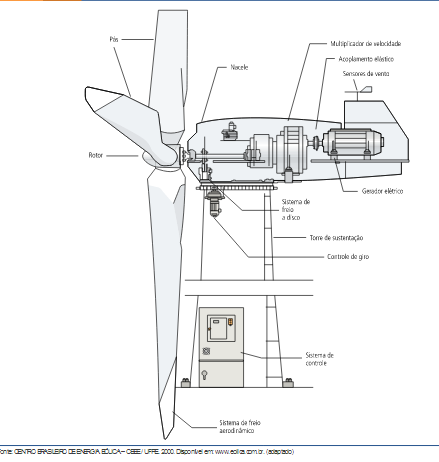 Pás
Multiplicador de velocidade
Acoplamento elástico
Nacele
Sensores de vento
Rotor
Gerador elétrico
Sistema de
freio
a disco
Torre de sustentação
Controle de giro
Sistema de
controle
Sistema de freio
aerodinâmico
Fonte: CENTRO BRASILEIRO DE ENERGIA EÓLICA – CBEE / UFPE. 2000. Disponível em: www.eolica.com.br. (adaptado)